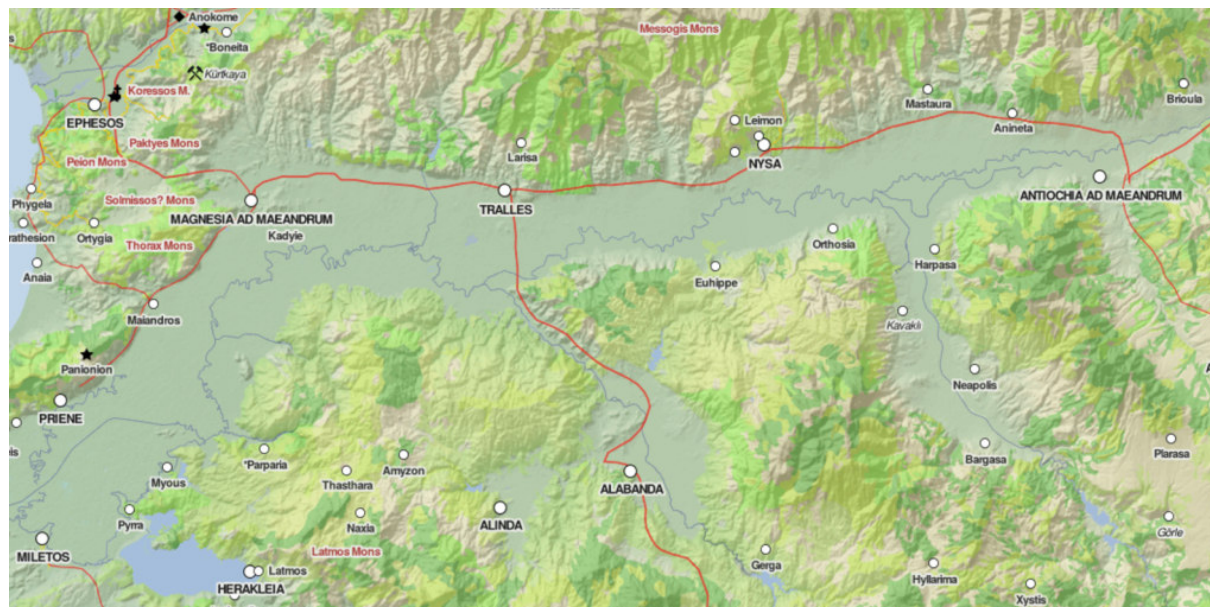 Anokome
Messogis Mons
*Boneita
Kürtkaya
Koressos M.
Brioula
Mastaura
EPHESOS
Leimon
Anineta
Paktyes Mons
Larisa
Peion Mons
NYSA
Phygela
Solmissos? Mons
TRALLES
ANTIOCHIA AD MAEANDRUM
MAGNESIA AD MAEANDRUM
rathesion
Ortygia
Kadyie
Thorax Mons
Orthosia
Anaia
Harpasa
Euhippe
Maiandros
Kavaklı
Panionion
Neapolis
PRIENE
eis
*Parparia
Bargasa
Plarasa
Myous
Thasthara
Amyzon
ALABANDA
Pyrra
Naxia
ALINDA
Görle
MILETOS
Latmos Mons
Gerga
Latmos
HERAKLEIA
Hyllarima
Xystis